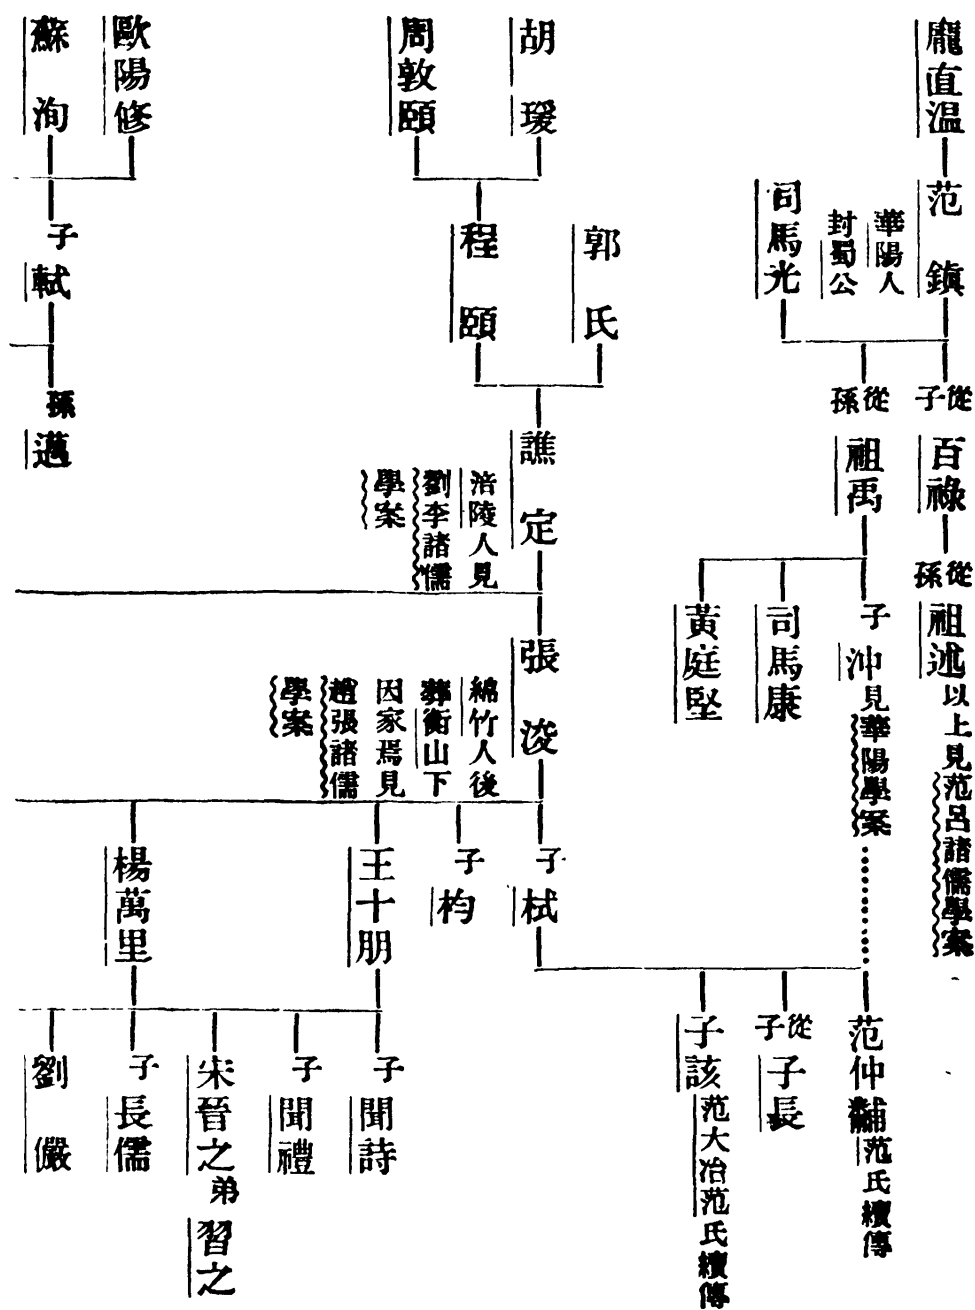 龐直温
范鎮
華陽人
封蜀公
司馬光
從子
百祿
從孫
祖述以上見范呂諸儒學案
從孫
祖禹
子
沖見華陽學案
司馬康
黃庭堅
范仲黼范氏續傳
從子
子長
子該范大冶范氏續傳
胡瑗
周敦頤
郭氏
程頤
譙定
涪陵人見
劉李諸儒
學案
張浚
綿竹人後
葬衡山下
因家焉見
趙張諸儒
學案
子
栻
子
杓
王十朋
子
聞詩
子
聞禮
宋晉之弟
習之
楊萬里
子
長儒
劉儼
歐陽修
蘇洵
子
軾
孫
邁